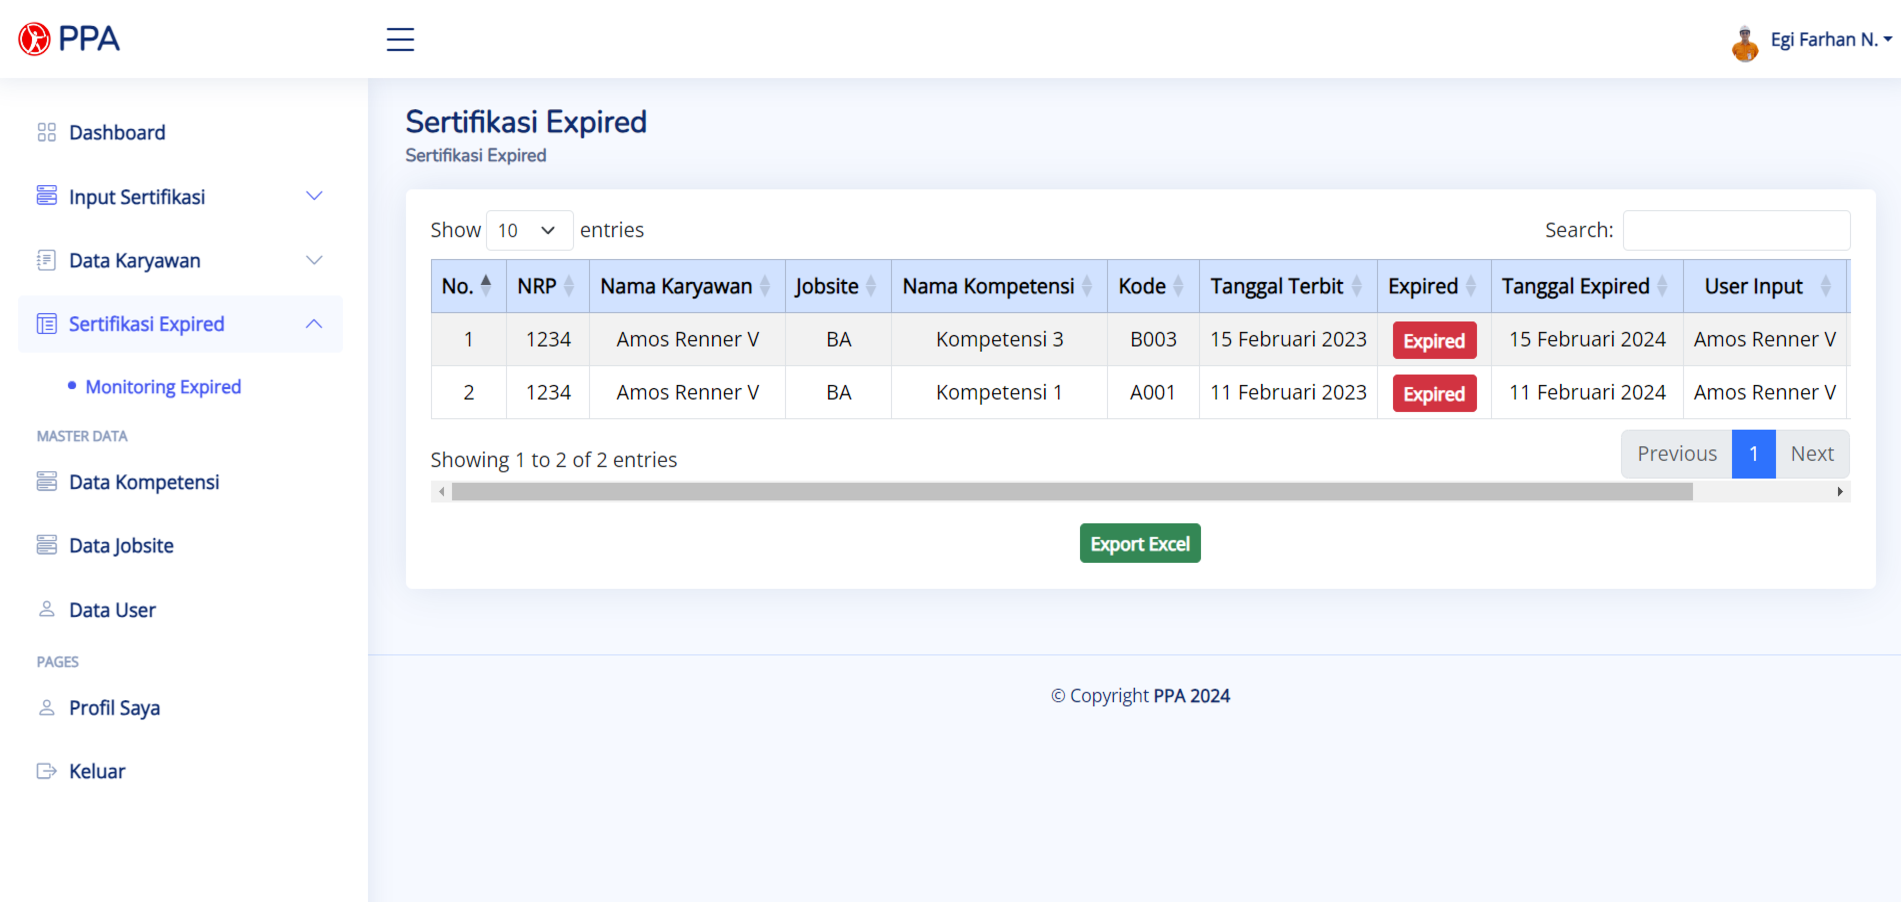 PPA
Egi Farhan N.
Dashboard
Input Sertifikasi
Data Karyawan
Sertifikasi Expired
Monitoring Expired
MASTER DATA
Data Kompetensi
Data Jobsite
Data User
PAGES
Profil Saya
Keluar
Sertifikasi Expired
Sertifikasi Expired
Show 10 entries
Search:
No. NRP Nama Karyawan Jobsite Nama Kompetensi Kode Tanggal Terbit Expired Tanggal Expired User Input
1 1234 Amos Renner V BA Kompetensi 3 B003 15 Februari 2023 Expired 15 Februari 2024 Amos Renner V
2 1234 Amos Renner V BA Kompetensi 1 A001 11 Februari 2023 Expired 11 Februari 2024 Amos Renner V
Showing 1 to 2 of 2 entries
Previous 1 Next
Export Excel
© Copyright PPA 2024